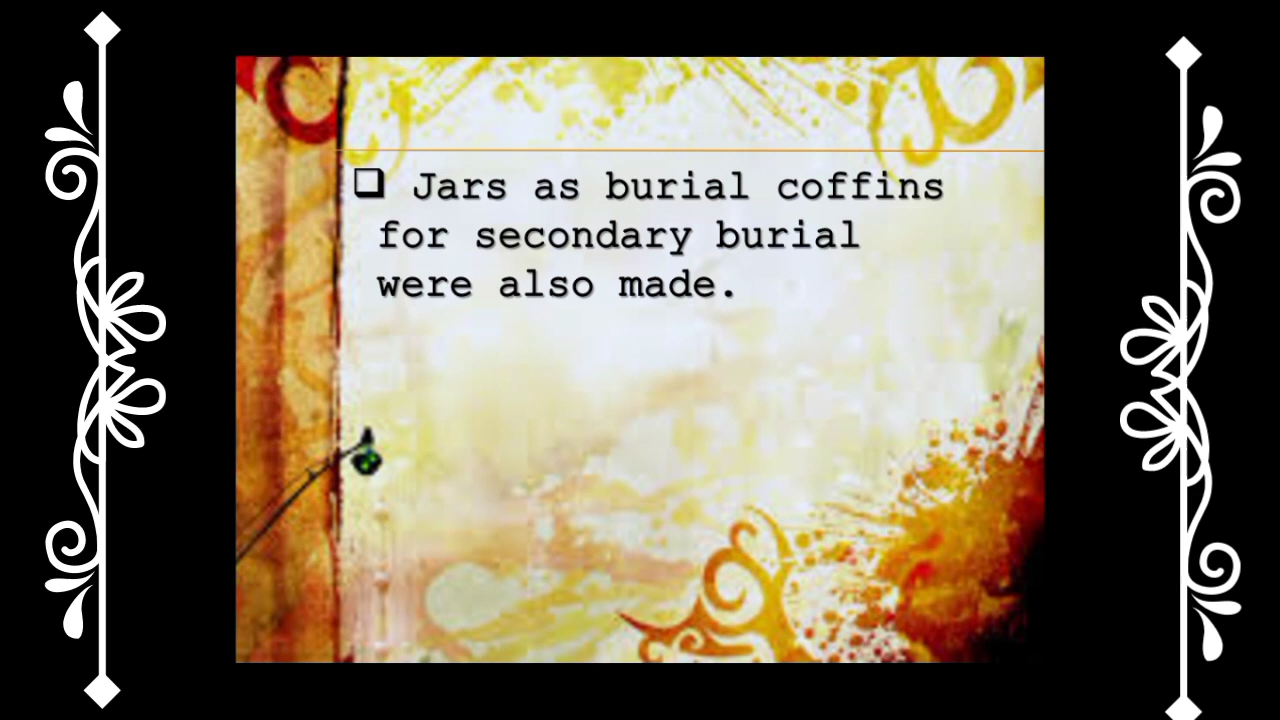 ❑ Jars as burial coffins
for secondary burial
were also made.